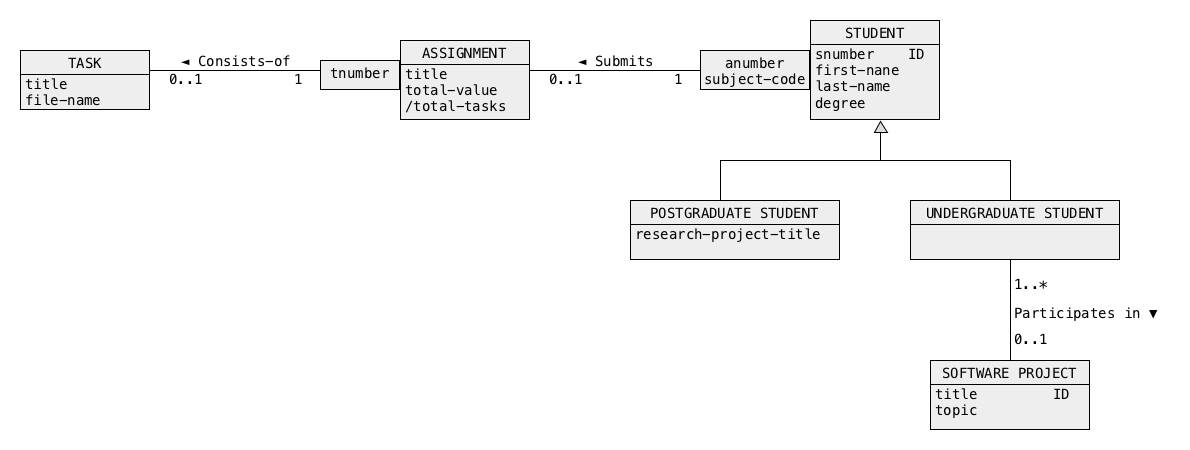 TASK
title
file-name
◄ Consists-of
0..1
1
tnumber
ASSIGNMENT
title
total-value
/total-tasks
◄ Submits
0..1
1
anumber
subject-code
STUDENT
snumber ID
first-nane
last-name
degree
POSTGRADUATE STUDENT
research-project-title
UNDERGRADUATE STUDENT
1..*
Participates in ▼
0..1
SOFTWARE PROJECT
title ID
topic